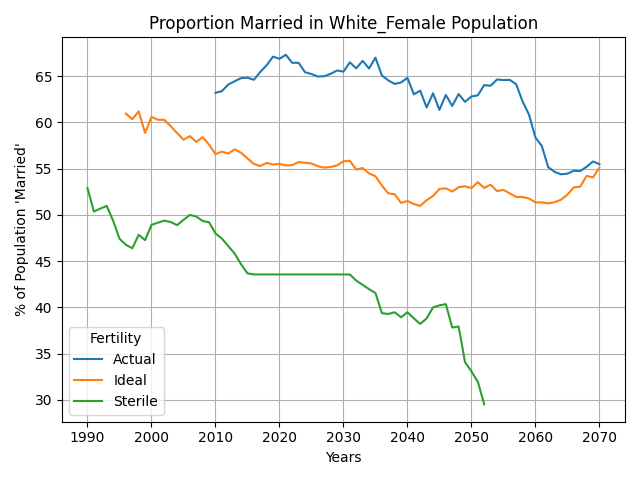 Proportion Married in White_Female Population
% of Population 'Married'
65
60
55
50
45
40
35
30
Fertility
Actual
Ideal
Sterile
1990 2000 2010 2020 2030 2040 2050 2060 2070
Years